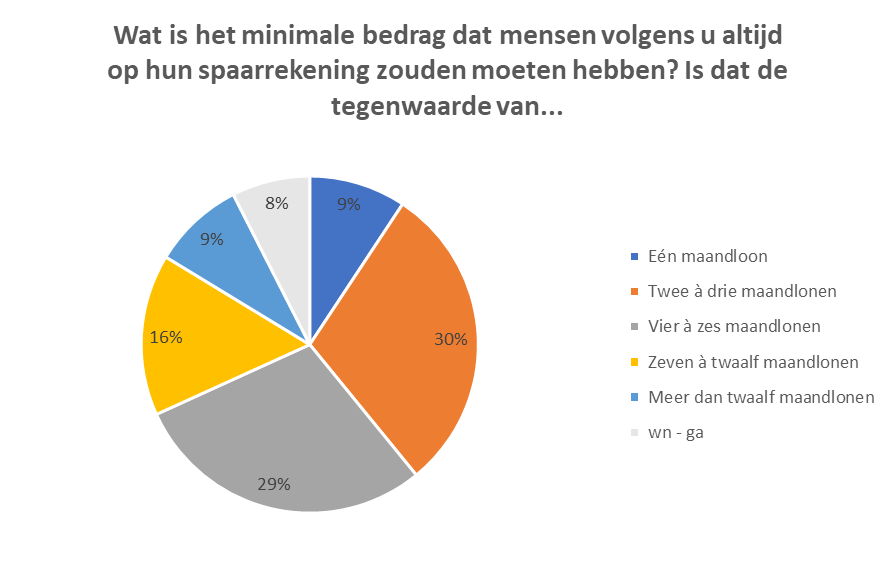 Wat is het minimale bedrag dat mensen volgens u altijd
op hun spaarrekening zouden moeten hebben? Is dat de
tegenwaarde van...
8%
9%
9%
16%
30%
29%
Eén maandloon
Twee à drie maandlonen
Vier à zes maandlonen
Zeven à twaalf maandlonen
Meer dan twaalf maandlonen
wn - ga